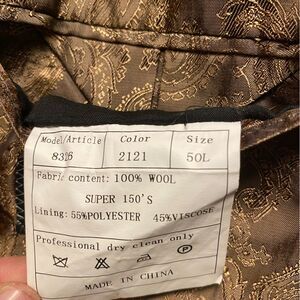 Model/Article Color Size
8326 2121 50L
Fabric content: 100% WOOL
SUPER 150'S
Lining: 55%POLYESTER 45%VISCOSE
Professional dry clean only
MADE IN CHINA